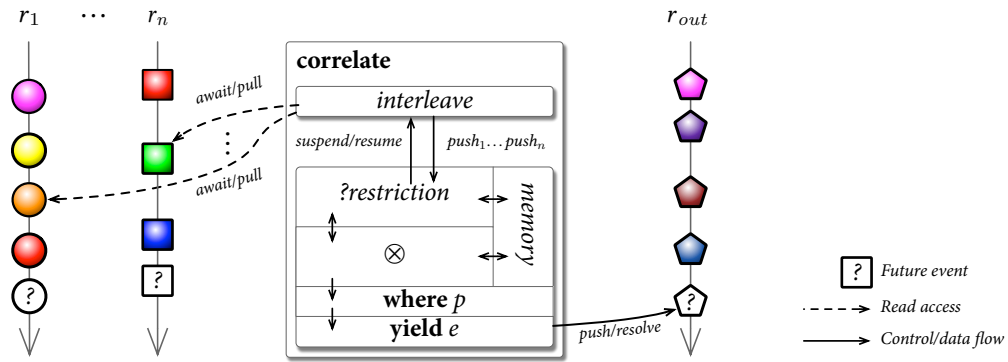 r₁ ⋯ rₙ
r_out
correlate
interleave
await/pull
⋮
await/pull
suspend/resume
push₁…pushₙ
?restriction
memory
⊗
where p
yield e
push/resolve
?
?
?
? Future event
Read access
Control/data flow